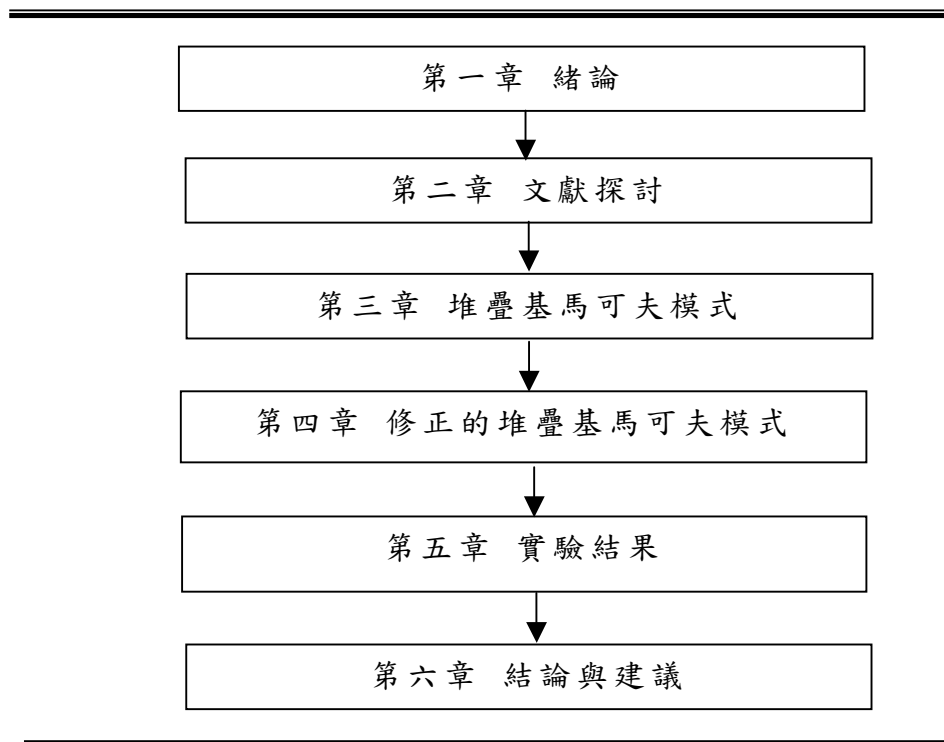 第一章 緒論
第二章 文獻探討
第三章 堆疊基馬可夫模式
第四章 修正的堆疊基馬可夫模式
第五章 實驗結果
第六章 結論與建議